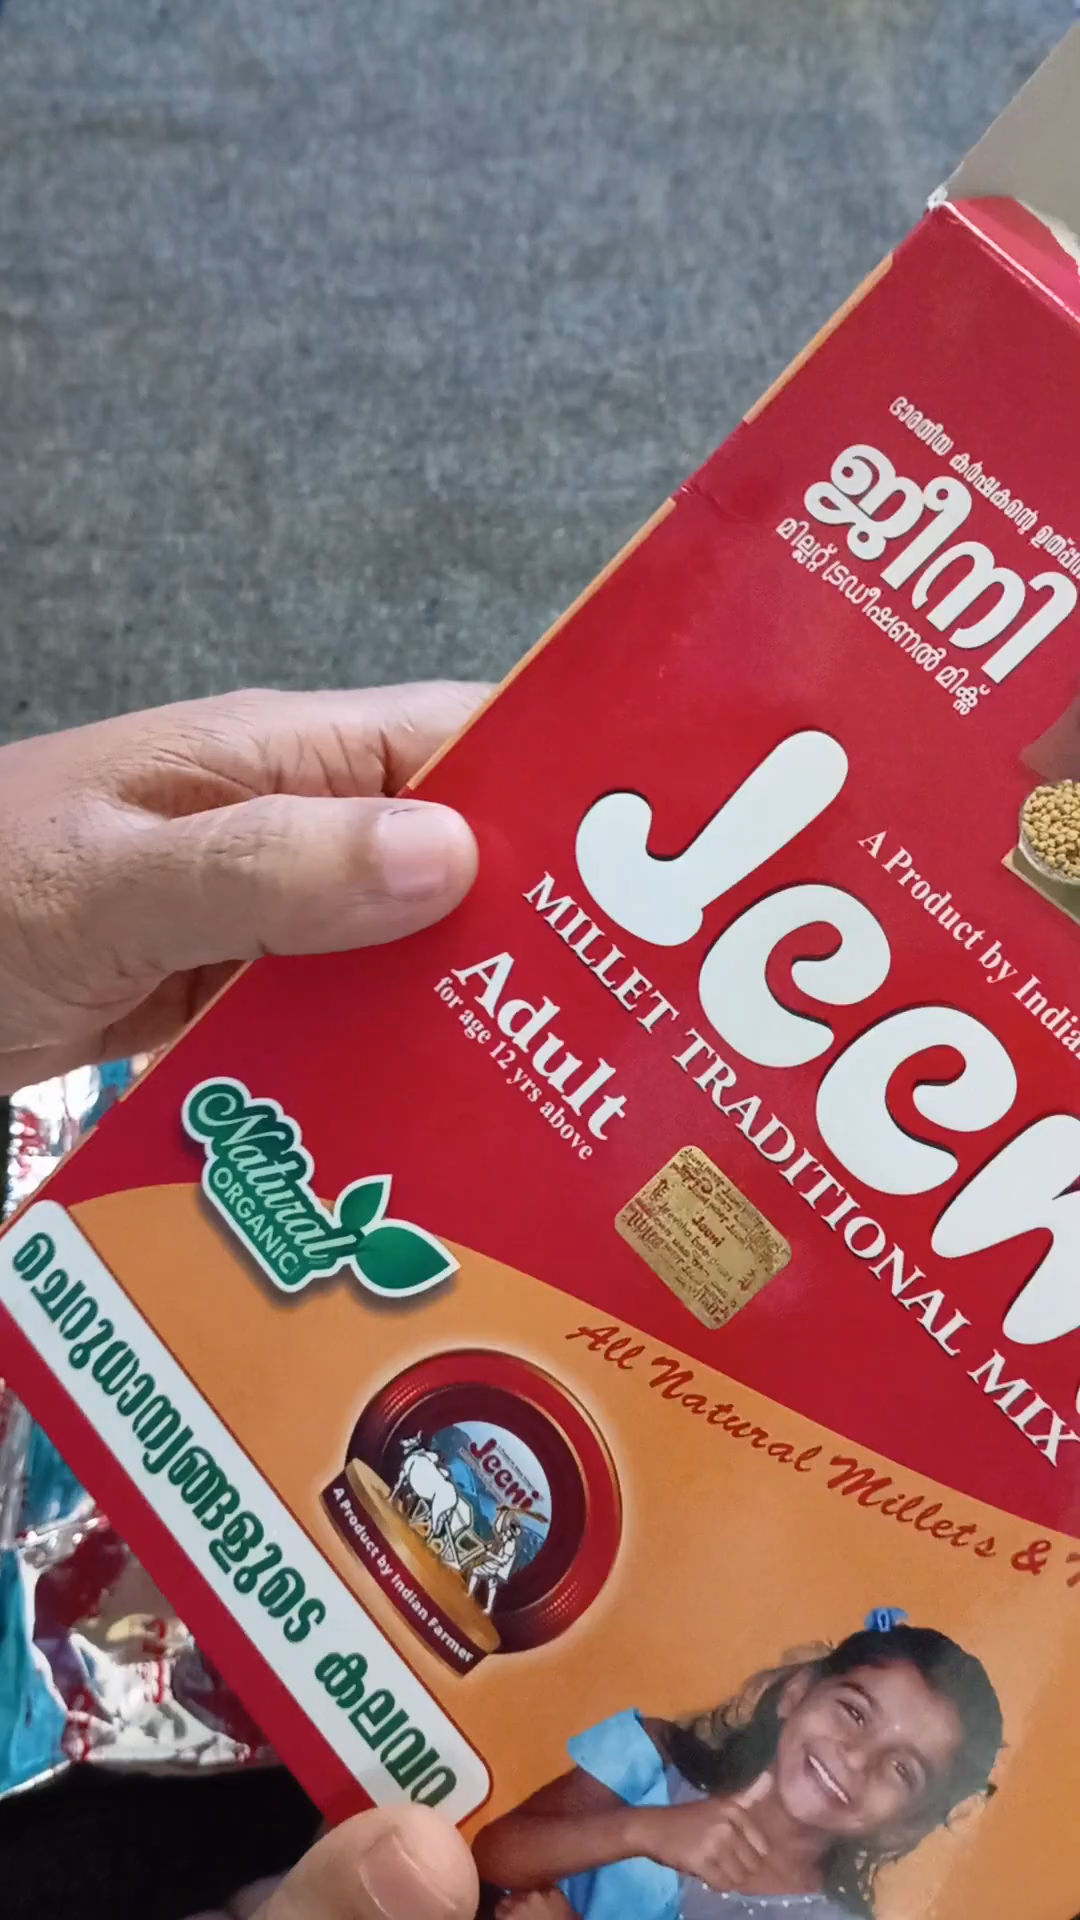 ഭാരതീയ കർഷകന്റെ
ജീനി
മില്ലറ്റ് ട്രഡീഷണൽ മിക്സ്
A Product by India
Jeen
MILLET TRADITIONAL MIX
Adult
for age 12 yrs above
Natural
ORGANIC
Jeeni
All Natural Millets &
Jeeni
A Product by Indian Farmer
ചെറുധാന്യങ്ങളുടെ കലവറ